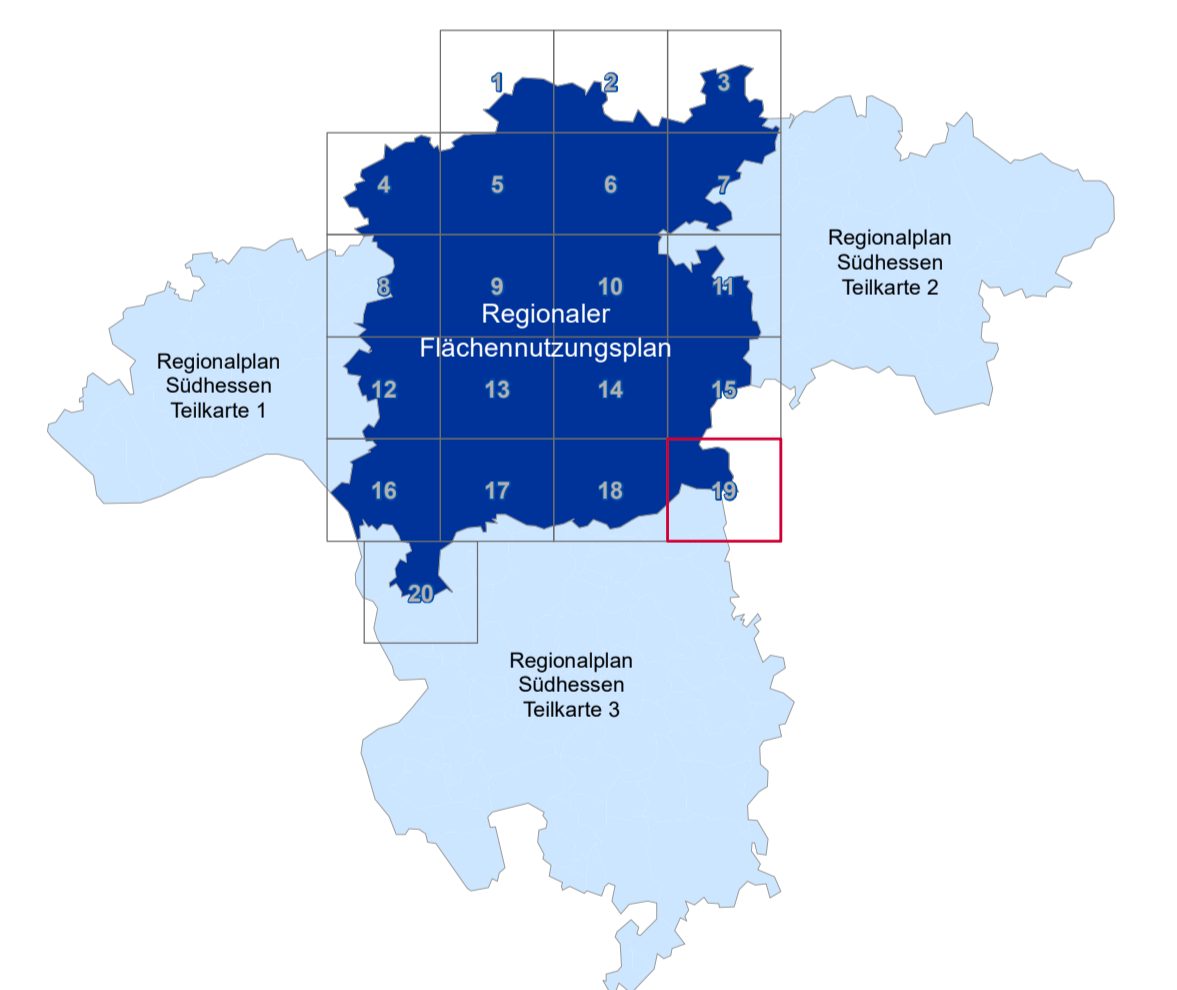 1
2
3
4
5
6
7
Regionalplan
Südhessen
Teilkarte 2
8
9
10
11
Regionaler
Flächennutzungsplan
Regionalplan
Südhessen
Teilkarte 1
12
13
14
15
16
17
18
19
20
Regionalplan
Südhessen
Teilkarte 3